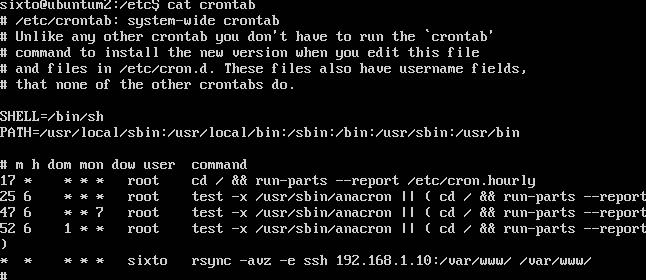 sixto@ubuntum2:/etc$ cat crontab
# /etc/crontab: system-wide crontab
# Unlike any other crontab you don't have to run the `crontab'
# command to install the new version when you edit this file
# and files in /etc/cron.d. These files also have username fields,
# that none of the other crontabs do.
SHELL=/bin/sh
PATH=/usr/local/sbin:/usr/local/bin:/sbin:/bin:/usr/sbin:/usr/bin
# m h dom mon dow user  command
17 *    * * *   root    cd / && run-parts --report /etc/cron.hourly
25 6    * * *   root    test -x /usr/sbin/anacron || ( cd / && run-parts --report
47 6    * * 7   root    test -x /usr/sbin/anacron || ( cd / && run-parts --report
52 6    1 * *   root    test -x /usr/sbin/anacron || ( cd / && run-parts --report
)
*  *    * * *   sixto   rsync -avz -e ssh 192.168.1.10:/var/www/ /var/www/
#